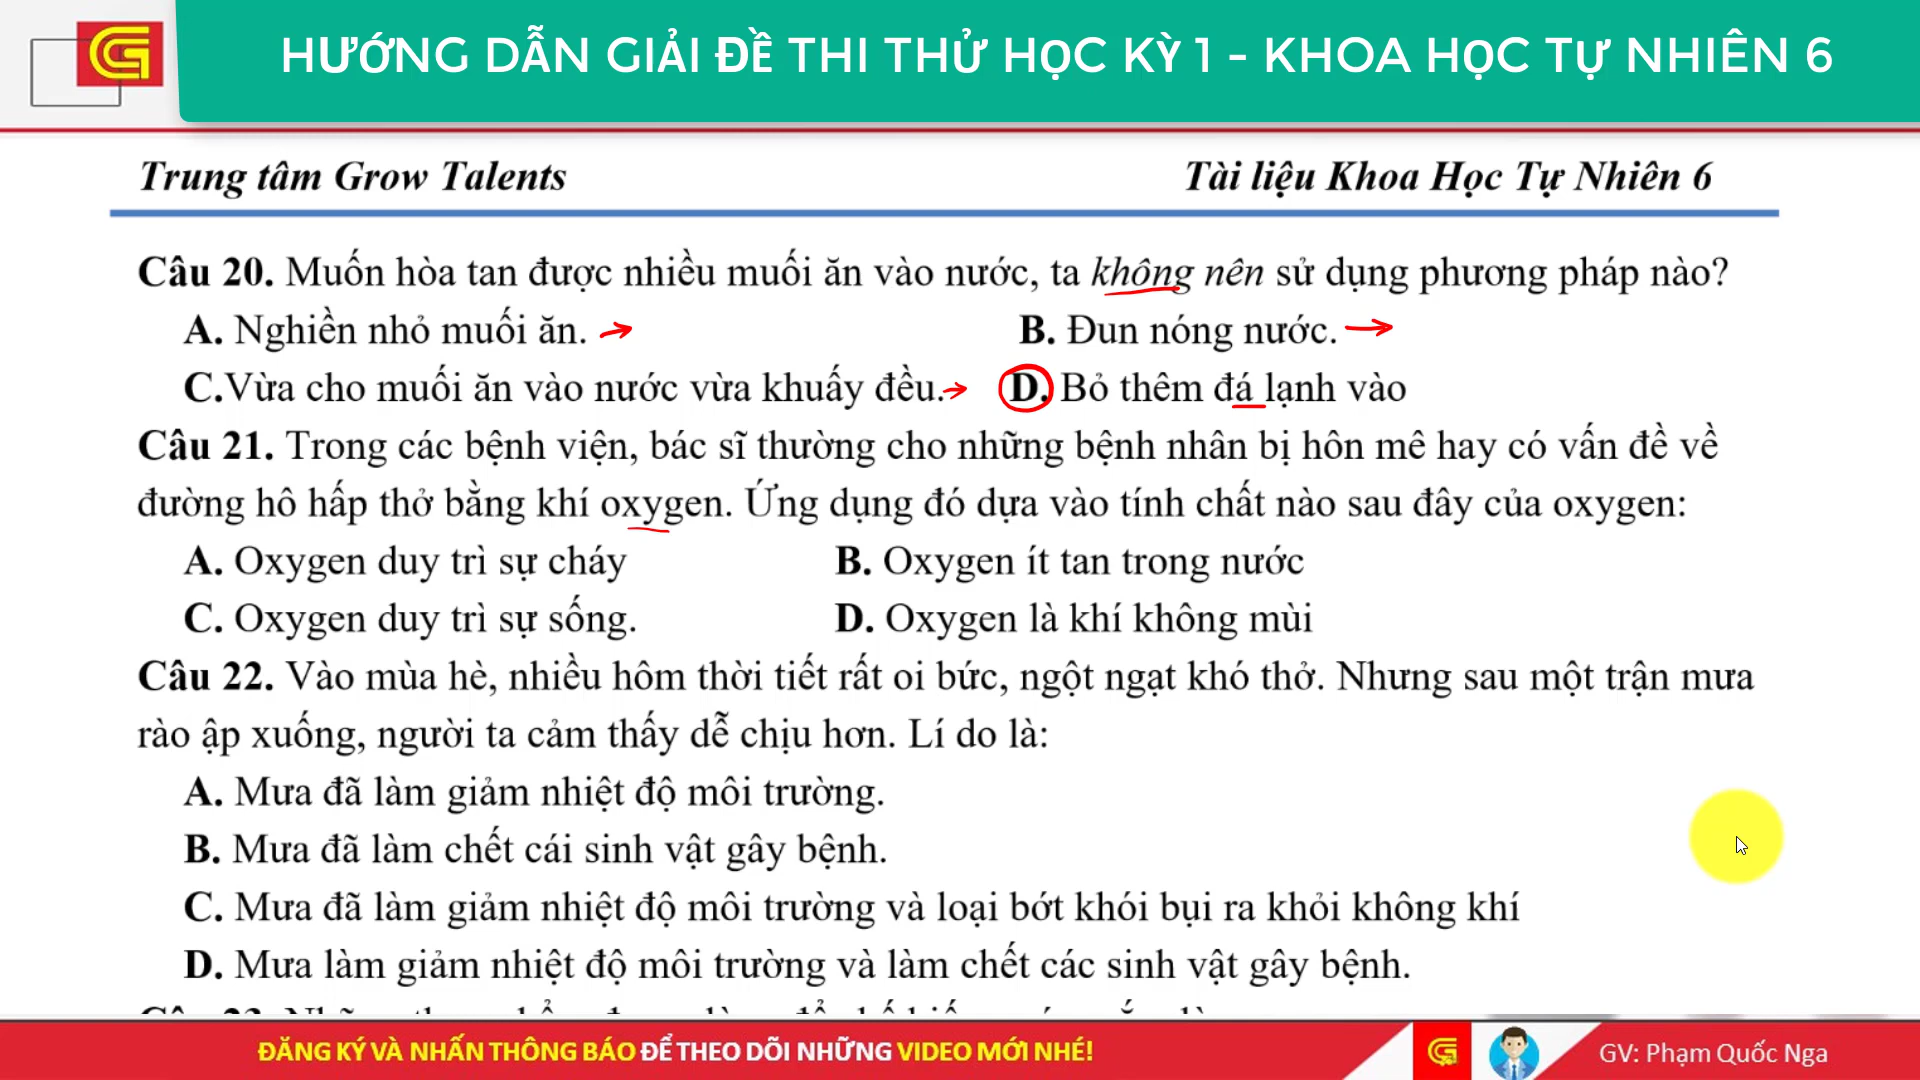 HƯỚNG DẪN GIẢI ĐỀ THI THỬ HỌC KỲ 1 - KHOA HỌC TỰ NHIÊN 6
Trung tâm Grow Talents Tài liệu Khoa Học Tự Nhiên 6
Câu 20. Muốn hòa tan được nhiều muối ăn vào nước, ta không nên sử dụng phương pháp nào?
A. Nghiền nhỏ muối ăn. B. Đun nóng nước.
C.Vừa cho muối ăn vào nước vừa khuấy đều. D. Bỏ thêm đá lạnh vào
Câu 21. Trong các bệnh viện, bác sĩ thường cho những bệnh nhân bị hôn mê hay có vấn đề về
đường hô hấp thở bằng khí oxygen. Ứng dụng đó dựa vào tính chất nào sau đây của oxygen:
A. Oxygen duy trì sự cháy B. Oxygen ít tan trong nước
C. Oxygen duy trì sự sống. D. Oxygen là khí không mùi
Câu 22. Vào mùa hè, nhiều hôm thời tiết rất oi bức, ngột ngạt khó thở. Nhưng sau một trận mưa
rào ập xuống, người ta cảm thấy dễ chịu hơn. Lí do là:
A. Mưa đã làm giảm nhiệt độ môi trường.
B. Mưa đã làm chết cái sinh vật gây bệnh.
C. Mưa đã làm giảm nhiệt độ môi trường và loại bớt khói bụi ra khỏi không khí
D. Mưa làm giảm nhiệt độ môi trường và làm chết các sinh vật gây bệnh.
ĐĂNG KÝ VÀ NHẤN THÔNG BÁO ĐỂ THEO DÕI NHỮNG VIDEO MỚI NHÉ!
GV: Phạm Quốc Nga